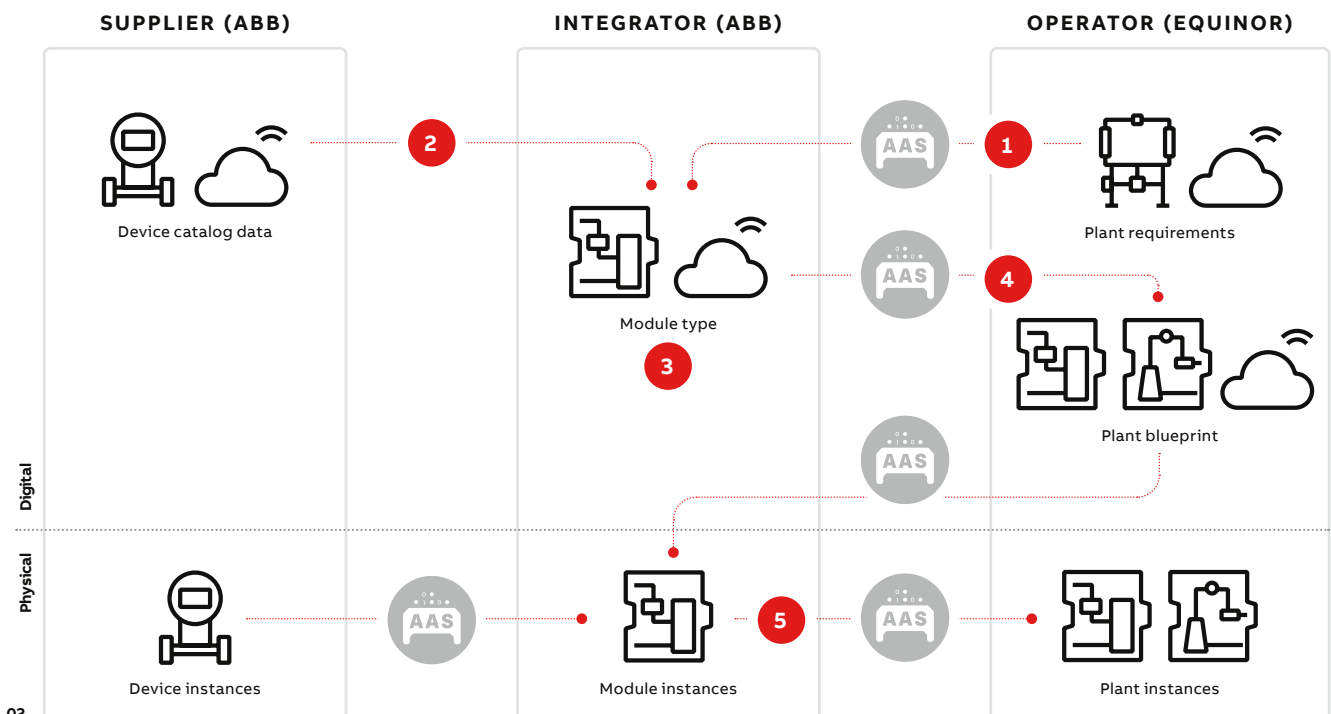 SUPPLIER (ABB)
INTEGRATOR (ABB)
OPERATOR (EQUINOR)
2
AAS
1
Device catalog data
Plant requirements
AAS
4
Module type
3
Plant blueprint
AAS
Digital
Physical
AAS
5
AAS
Device instances
Module instances
Plant instances
03